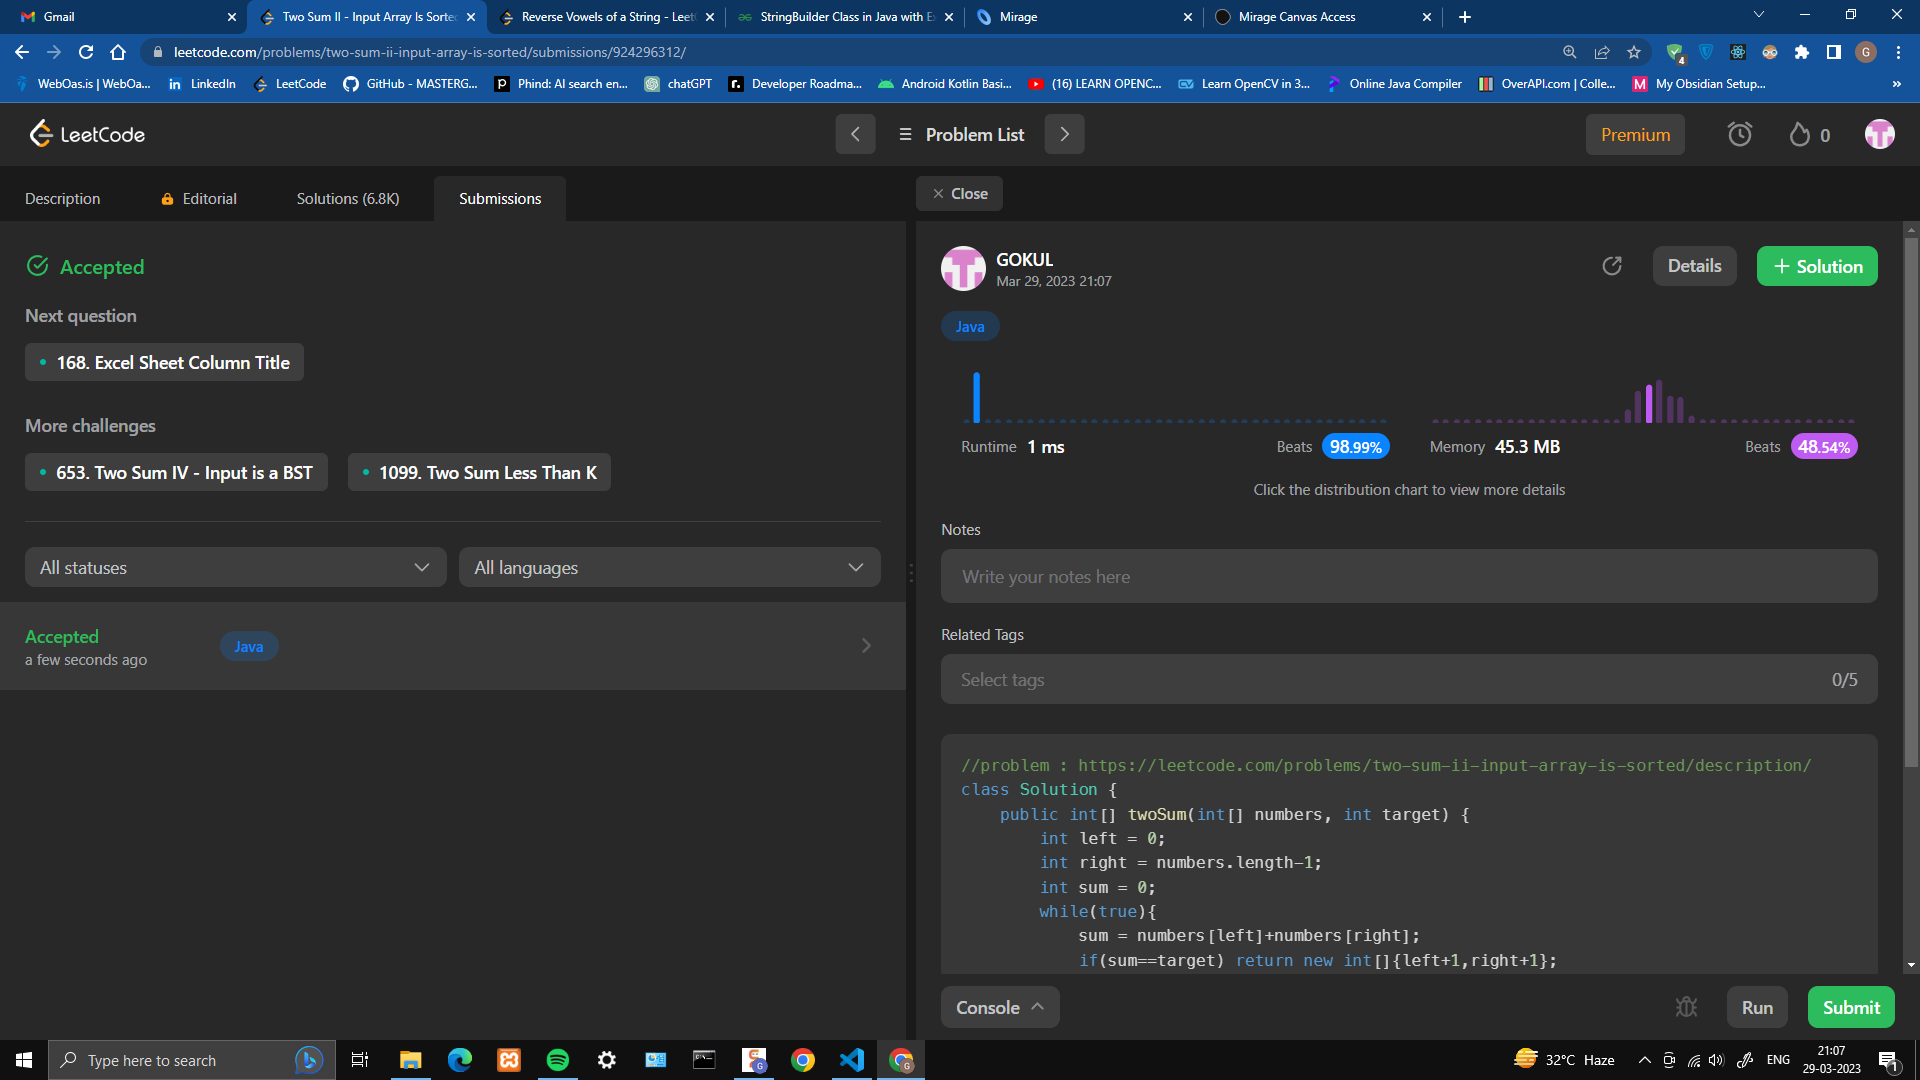 Gmail
Two Sum II - Input Array Is Sorte
Reverse Vowels of a String - Leet
StringBuilder Class in Java with E
Mirage
Mirage Canvas Access
leetcode.com/problems/two-sum-ii-input-array-is-sorted/submissions/924296312/
4
G
WebOas.is | WebOa...
LinkedIn
LeetCode
GitHub - MASTERG...
Phind: AI search en...
chatGPT
Developer Roadma...
Android Kotlin Basi...
(16) LEARN OPENC...
Learn OpenCV in 3...
Online Java Compiler
OverAPI.com | Colle...
My Obsidian Setup...
»
LeetCode
Problem List
Premium
0
Description
Editorial
Solutions (6.8K)
Submissions
Close
Accepted
Next question
168. Excel Sheet Column Title
More challenges
653. Two Sum IV - Input is a BST
1099. Two Sum Less Than K
All statuses
All languages
Accepted
a few seconds ago
Java
GOKUL
Mar 29, 2023 21:07
Details
+ Solution
Java
Runtime 1 ms
Beats 98.99%
Memory 45.3 MB
Beats 48.54%
Click the distribution chart to view more details
Notes
Write your notes here
Related Tags
Select tags
0/5
//problem : https://leetcode.com/problems/two-sum-ii-input-array-is-sorted/description/
class Solution {
public int[] twoSum(int[] numbers, int target) {
int left = 0;
int right = numbers.length-1;
int sum = 0;
while(true){
sum = numbers[left]+numbers[right];
if(sum==target) return new int[]{left+1,right+1};
Console
Run
Submit
Type here to search
32°C Haze
ENG
21:07
29-03-2023
1